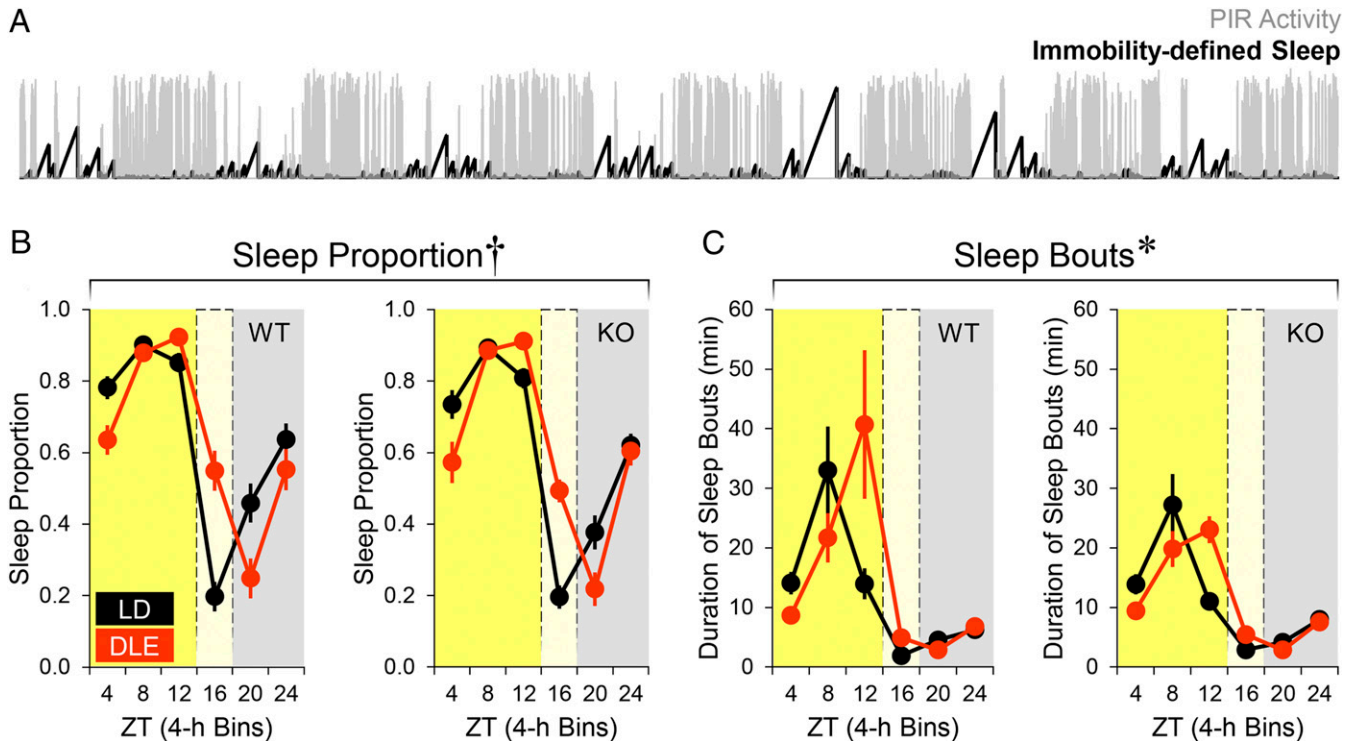 A
PIR Activity
Immobility-defined Sleep
B
Sleep Proportion†
C
Sleep Bouts*
Sleep Proportion
1.0
0.8
0.6
0.4
0.2
0.0
WT
LD
DLE
4 8 12 16 20 24
ZT (4-h Bins)
Sleep Proportion
1.0
0.8
0.6
0.4
0.2
0.0
KO
4 8 12 16 20 24
ZT (4-h Bins)
Duration of Sleep Bouts (min)
60
50
40
30
20
10
0
WT
4 8 12 16 20 24
ZT (4-h Bins)
Duration of Sleep Bouts (min)
60
50
40
30
20
10
0
KO
4 8 12 16 20 24
ZT (4-h Bins)